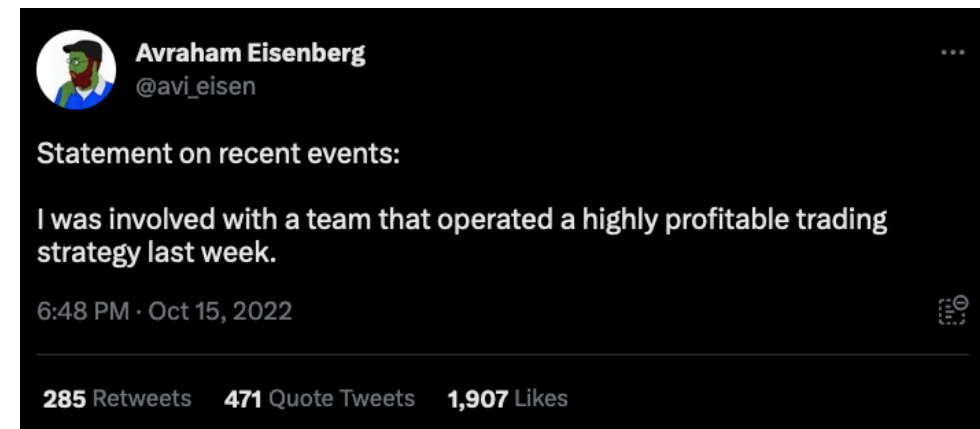 Avraham Eisenberg
@avi_eisen
Statement on recent events:
I was involved with a team that operated a highly profitable trading
strategy last week.
6:48 PM · Oct 15, 2022
285 Retweets 471 Quote Tweets 1,907 Likes